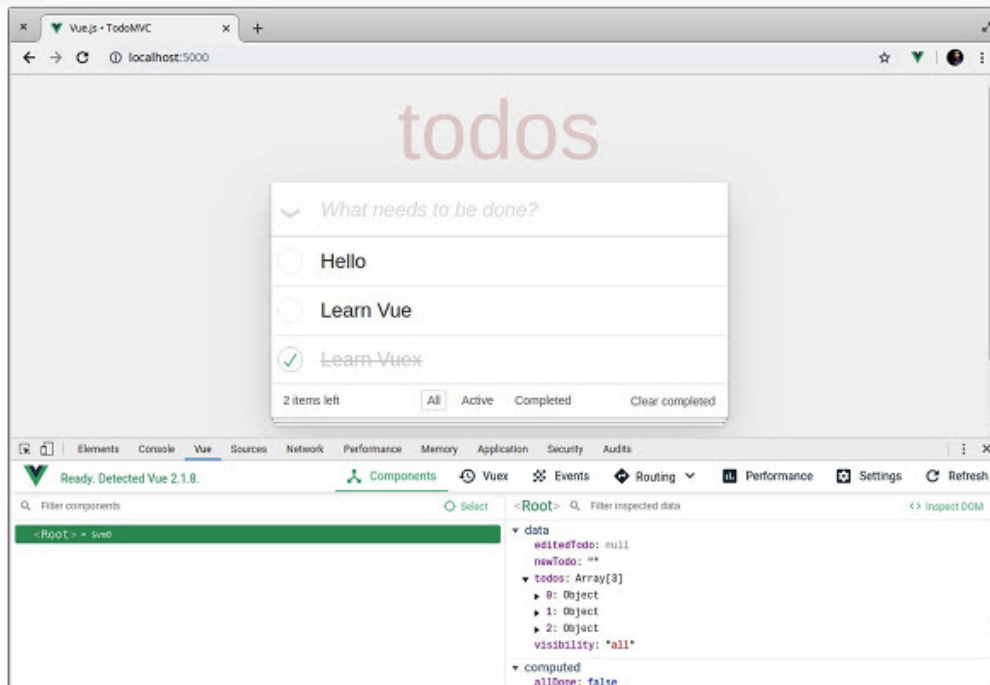 Vue.js • TodoMVC
localhost:5000
todos
What needs to be done?
Hello
Learn Vue
Learn Vuex
2 items left All Active Completed Clear completed
Elements Console Vue Sources Network Performance Memory Application Security Audits
Ready. Detected Vue 2.1.8. Components Vuex Events Routing Performance Settings Refresh
Filter components Select <Root> Filter inspected data <> Inspect DOM
<Root> = $vm0
data
editedTodo: null
newTodo: ""
todos: Array[3]
0: Object
1: Object
2: Object
visibility: "all"
computed
allDone: false